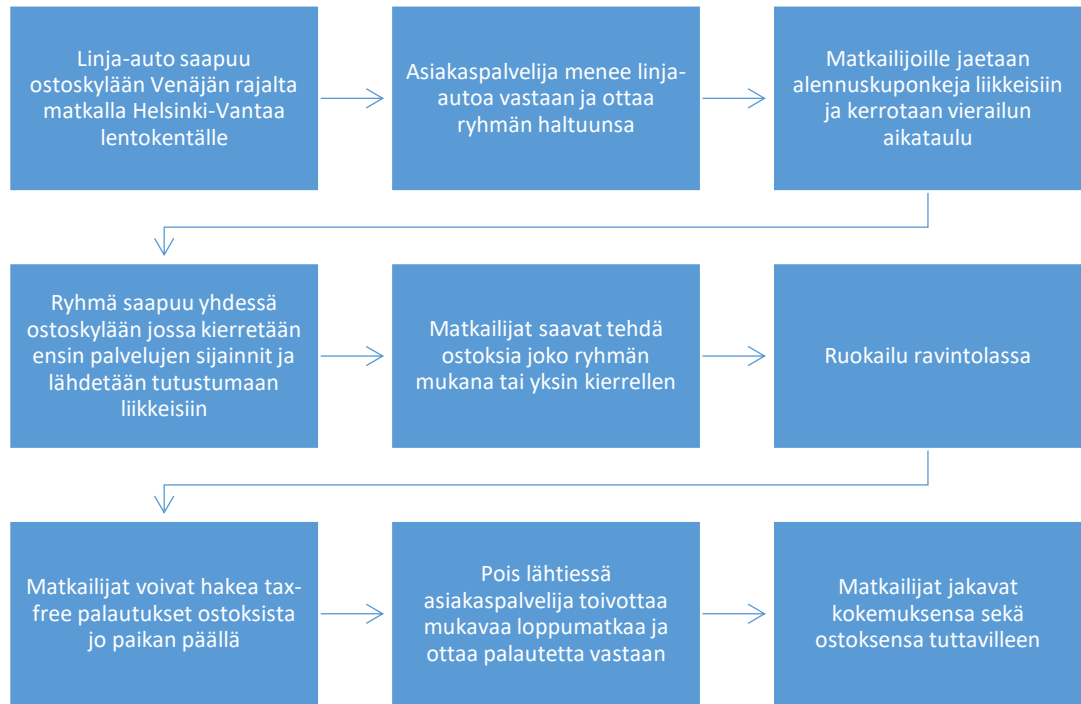 Linja-auto saapuu
ostoskylään Venäjän rajalta
matkalla Helsinki-Vantaa
lentokentälle
Asiakaspalvelija menee linja-
autoa vastaan ja ottaa
ryhmän haltuunsa
Matkailijoille jaetaan
alennuskuponkeja liikkeisiin
ja kerrotaan vierailun
aikataulu
Ryhmä saapuu yhdessä
ostoskylään jossa kierretään
ensin palvelujen sijainnit ja
lähdetään tutustumaan
liikkeisiin
Matkailijat saavat tehdä
ostoksia joko ryhmän
mukana tai yksin kierrellen
Ruokailu ravintolassa
Matkailijat voivat hakea tax-
free palautukset ostoksista
jo paikan päällä
Pois lähtiessä
asiakaspalvelija toivottaa
mukavaa loppumatkaa ja
ottaa palautetta vastaan
Matkailijat jakavat
kokemuksensa sekä
ostoksensa tuttavilleen